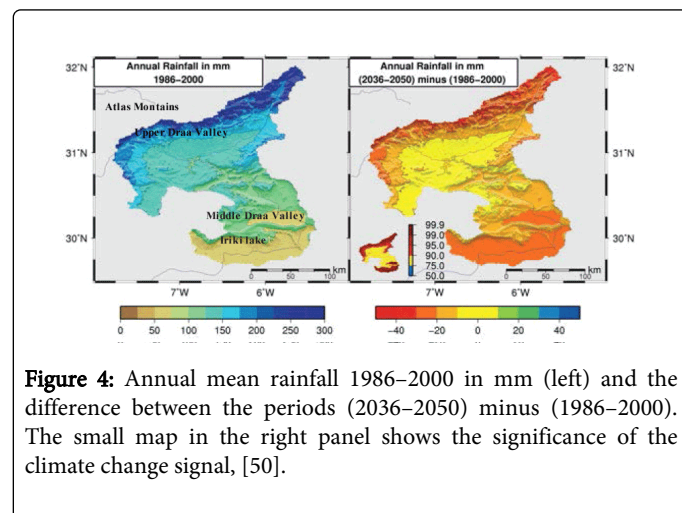 Annual Rainfall in mm
1986–2000
Annual Rainfall in mm
(2036–2050) minus (1986–2000)
32°N
32°N
Atlas Montains
Upper Draa Valley
31°N
31°N
Middle Draa Valley
99.9
99.0
95.0
90.0
75.0
50.0
30°N
Iriki lake
30°N
0 50 100
km
0 50 100
km
7°W
6°W
7°W
6°W
0 50 100 150 200 250 300
−40 −20 0 20 40
Figure 4: Annual mean rainfall 1986–2000 in mm (left) and the
difference between the periods (2036–2050) minus (1986–2000).
The small map in the right panel shows the significance of the
climate change signal, [50].